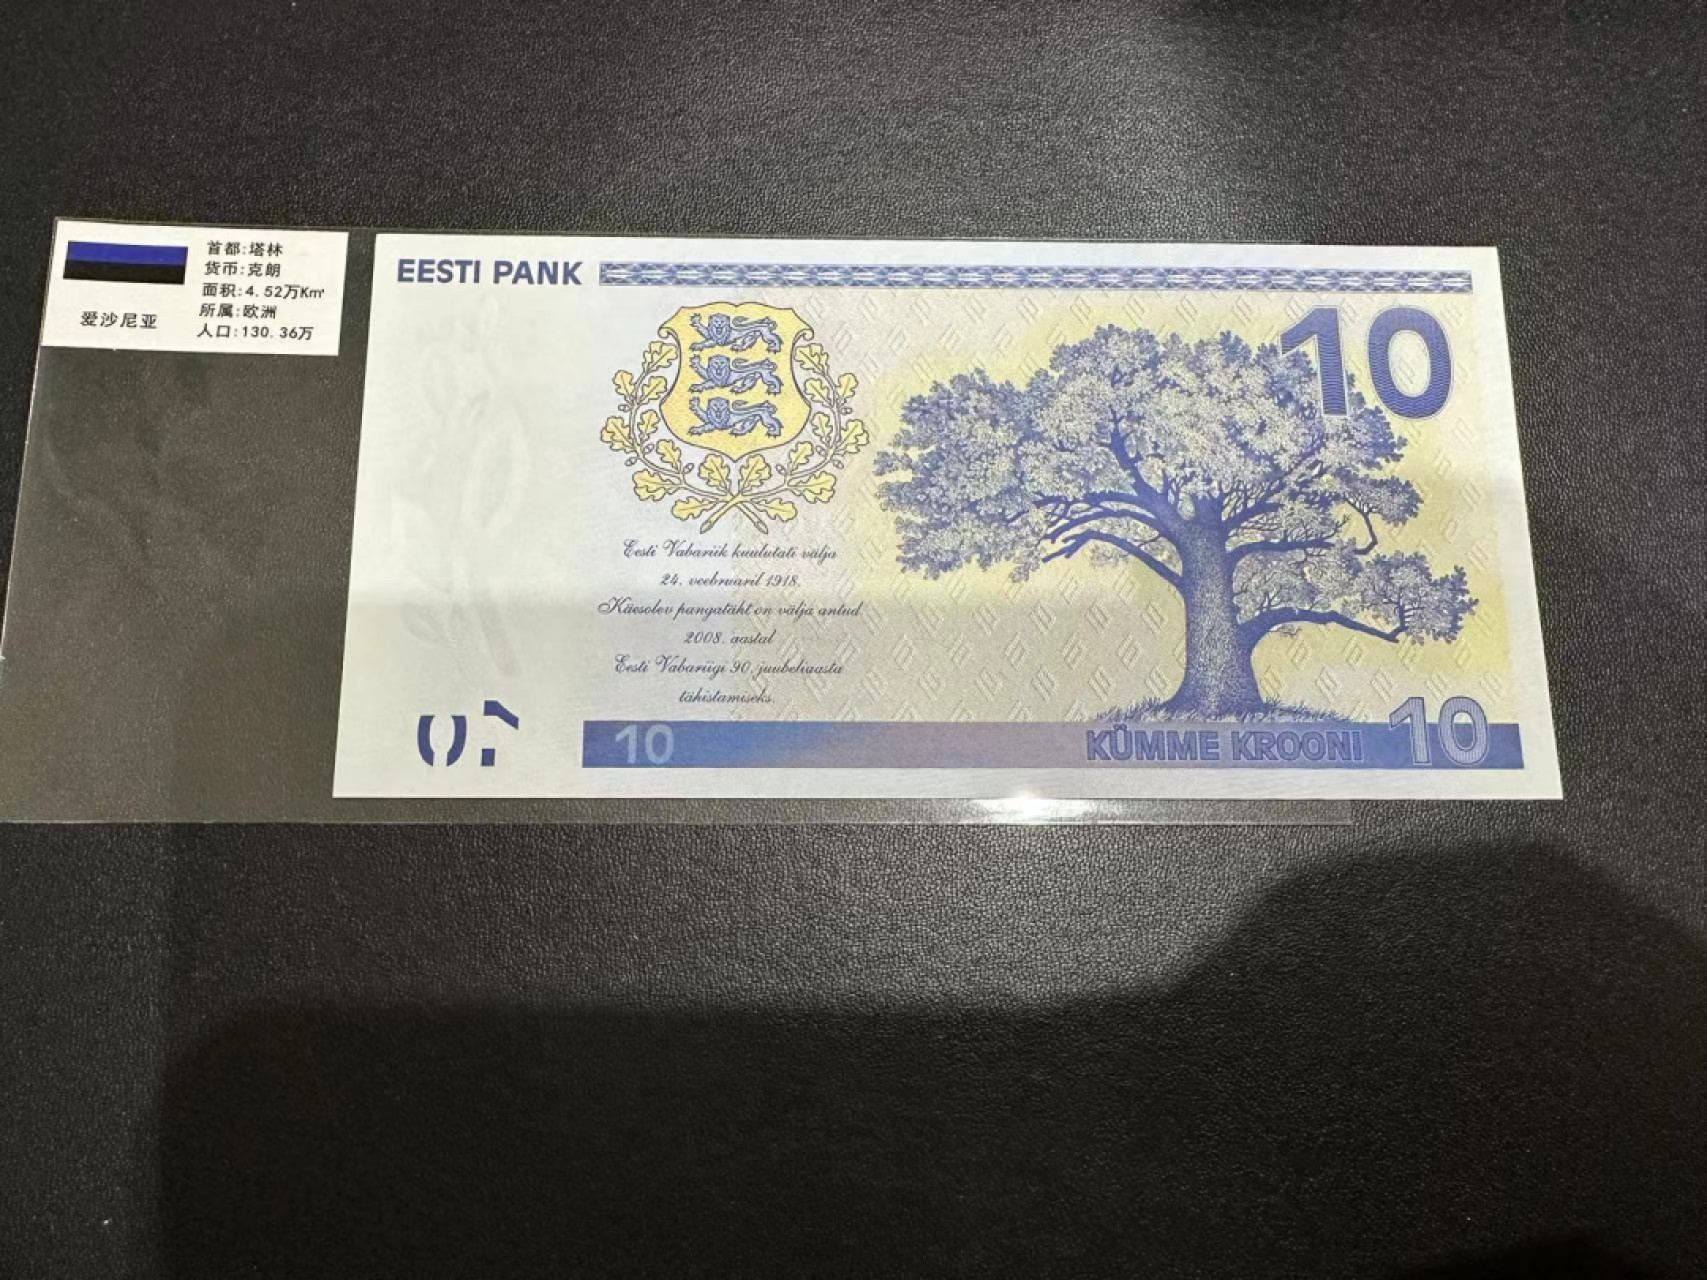 首都:塔林
货币:克朗
面积:4.52万Km²
所属:欧洲
人口:130.36万
爱沙尼亚
EESTI PANK
10
Eesti Vabariik kuulutati välja
24. veebruaril 1918.
Käesolev pangatäht on välja antud
2008. aastal
Eesti Vabariigi 90. juubeliaasta
tähistamiseks.
10
KÜMME KROONI 10